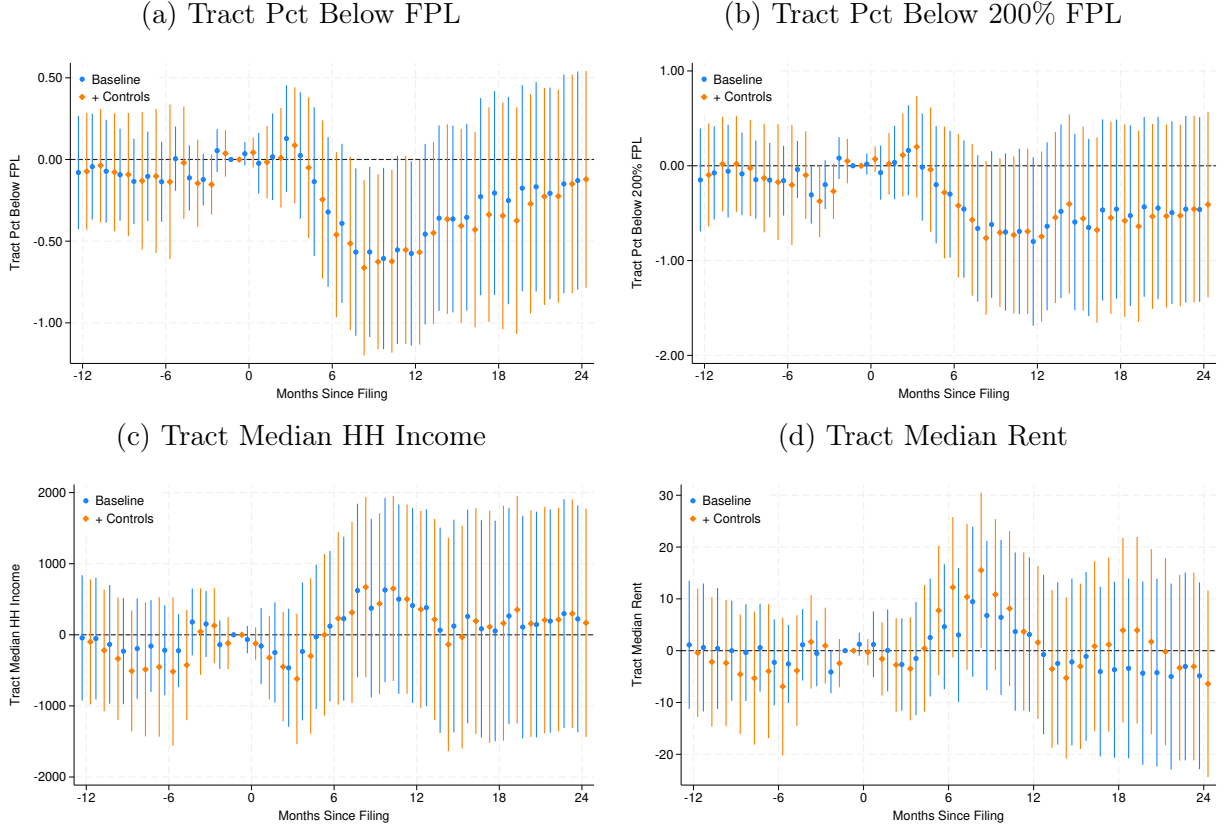 (a) Tract Pct Below FPL
Baseline
+ Controls
0.50
0.00
-0.50
-1.00
Tract Pct Below FPL
-12 -6 0 6 12 18 24
Months Since Filing
(b) Tract Pct Below 200% FPL
Baseline
+ Controls
1.00
0.00
-1.00
-2.00
Tract Pct Below 200% FPL
-12 -6 0 6 12 18 24
Months Since Filing
(c) Tract Median HH Income
Baseline
+ Controls
2000
1000
0
-1000
-2000
Tract Median HH Income
-12 -6 0 6 12 18 24
Months Since Filing
(d) Tract Median Rent
Baseline
+ Controls
30
20
10
0
-10
-20
Tract Median Rent
-12 -6 0 6 12 18 24
Months Since Filing